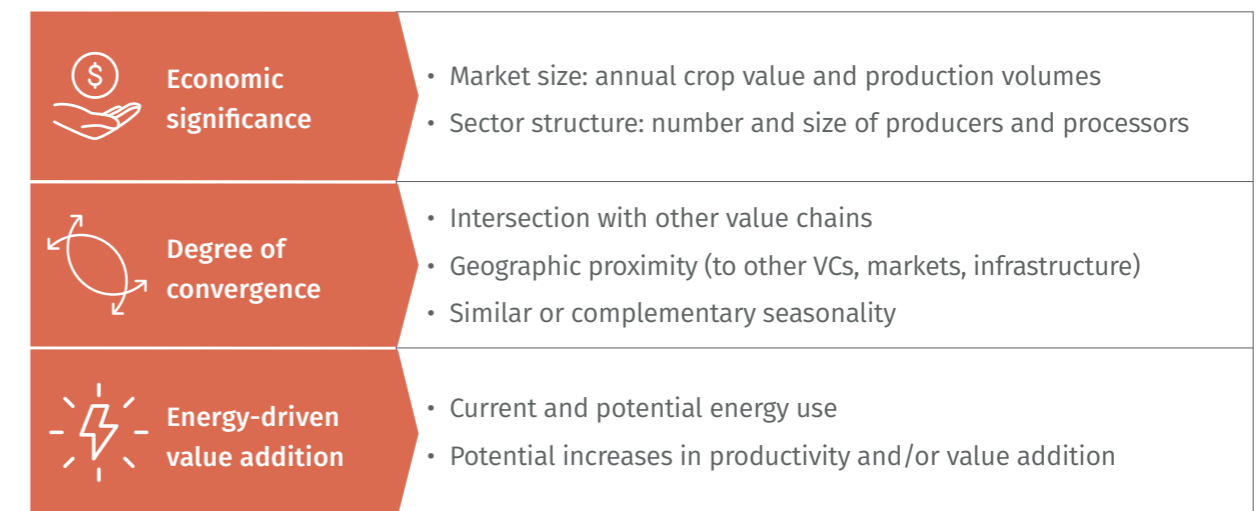 $
Economic
significance
• Market size: annual crop value and production volumes
• Sector structure: number and size of producers and processors
Degree of
convergence
• Intersection with other value chains
• Geographic proximity (to other VCs, markets, infrastructure)
• Similar or complementary seasonality
Energy-driven
value addition
• Current and potential energy use
• Potential increases in productivity and/or value addition